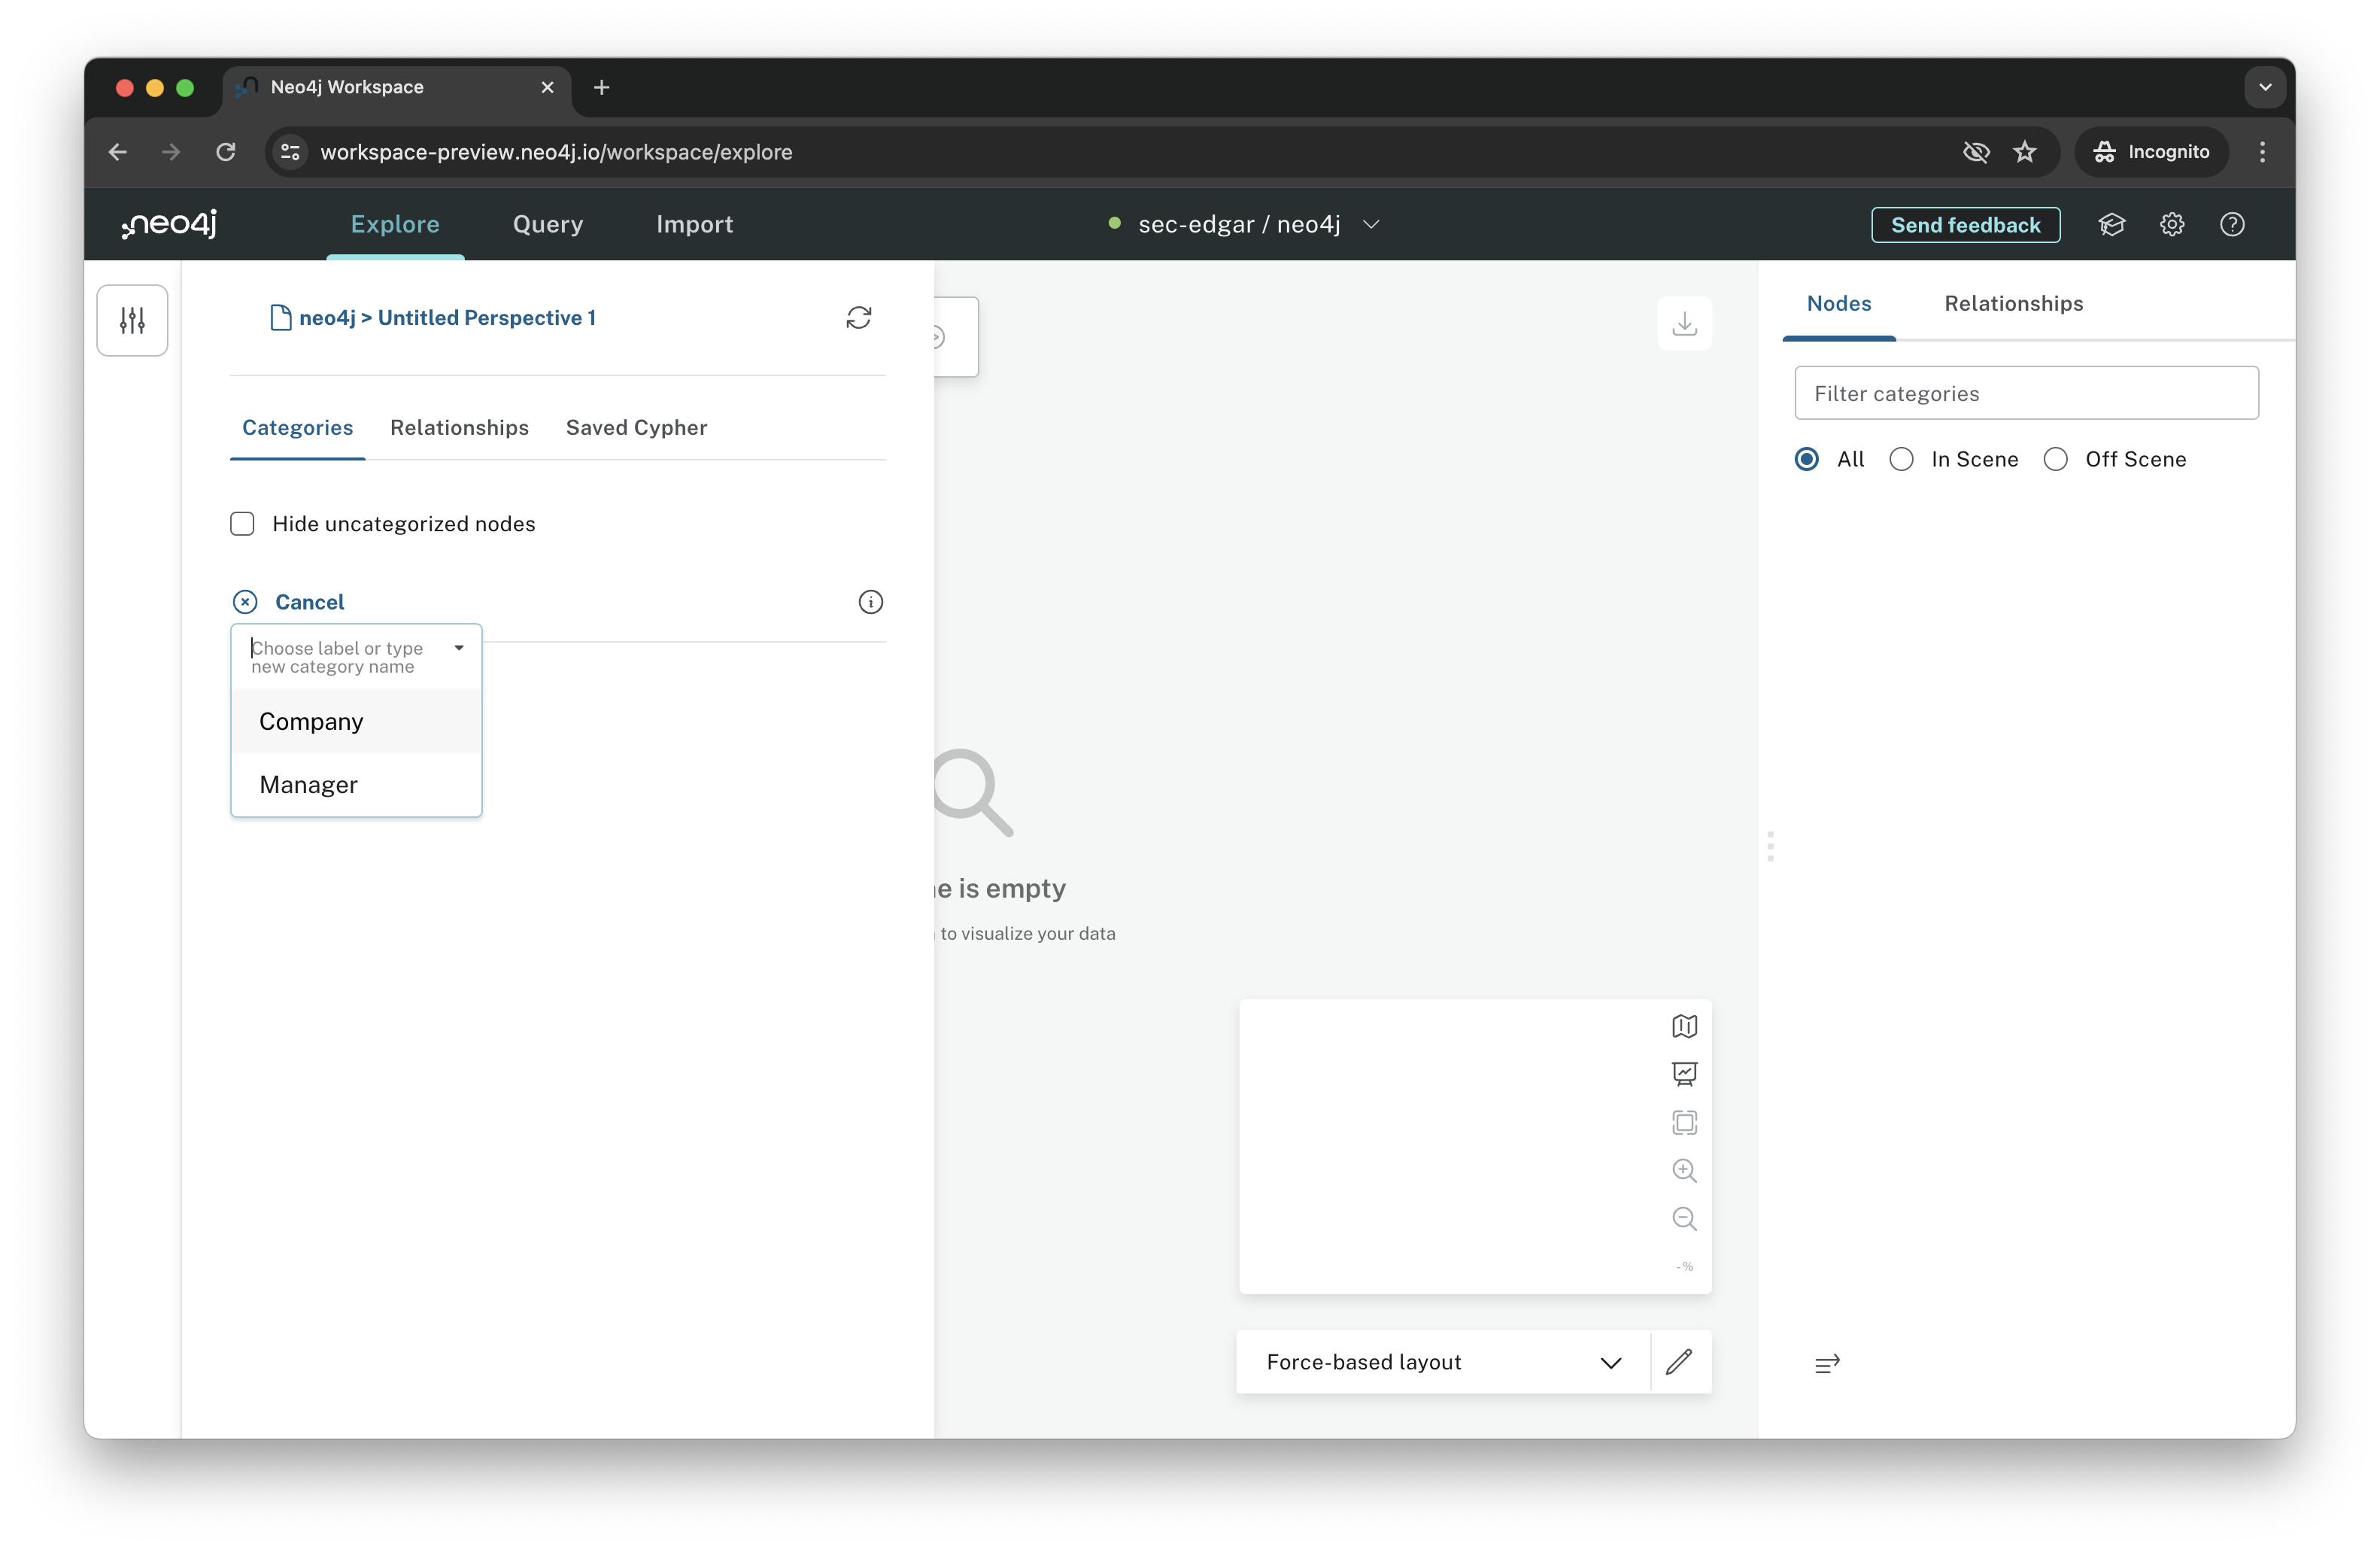 Neo4j Workspace
workspace-preview.neo4j.io/workspace/explore
Incognito
neo4j
Explore
Query
Import
sec-edgar / neo4j
Send feedback
neo4j > Untitled Perspective 1
Categories
Relationships
Saved Cypher
Hide uncategorized nodes
Cancel
Choose label or type
new category name
Company
Manager
is empty
to visualize your data
-%
Force-based layout
Nodes
Relationships
Filter categories
All
In Scene
Off Scene